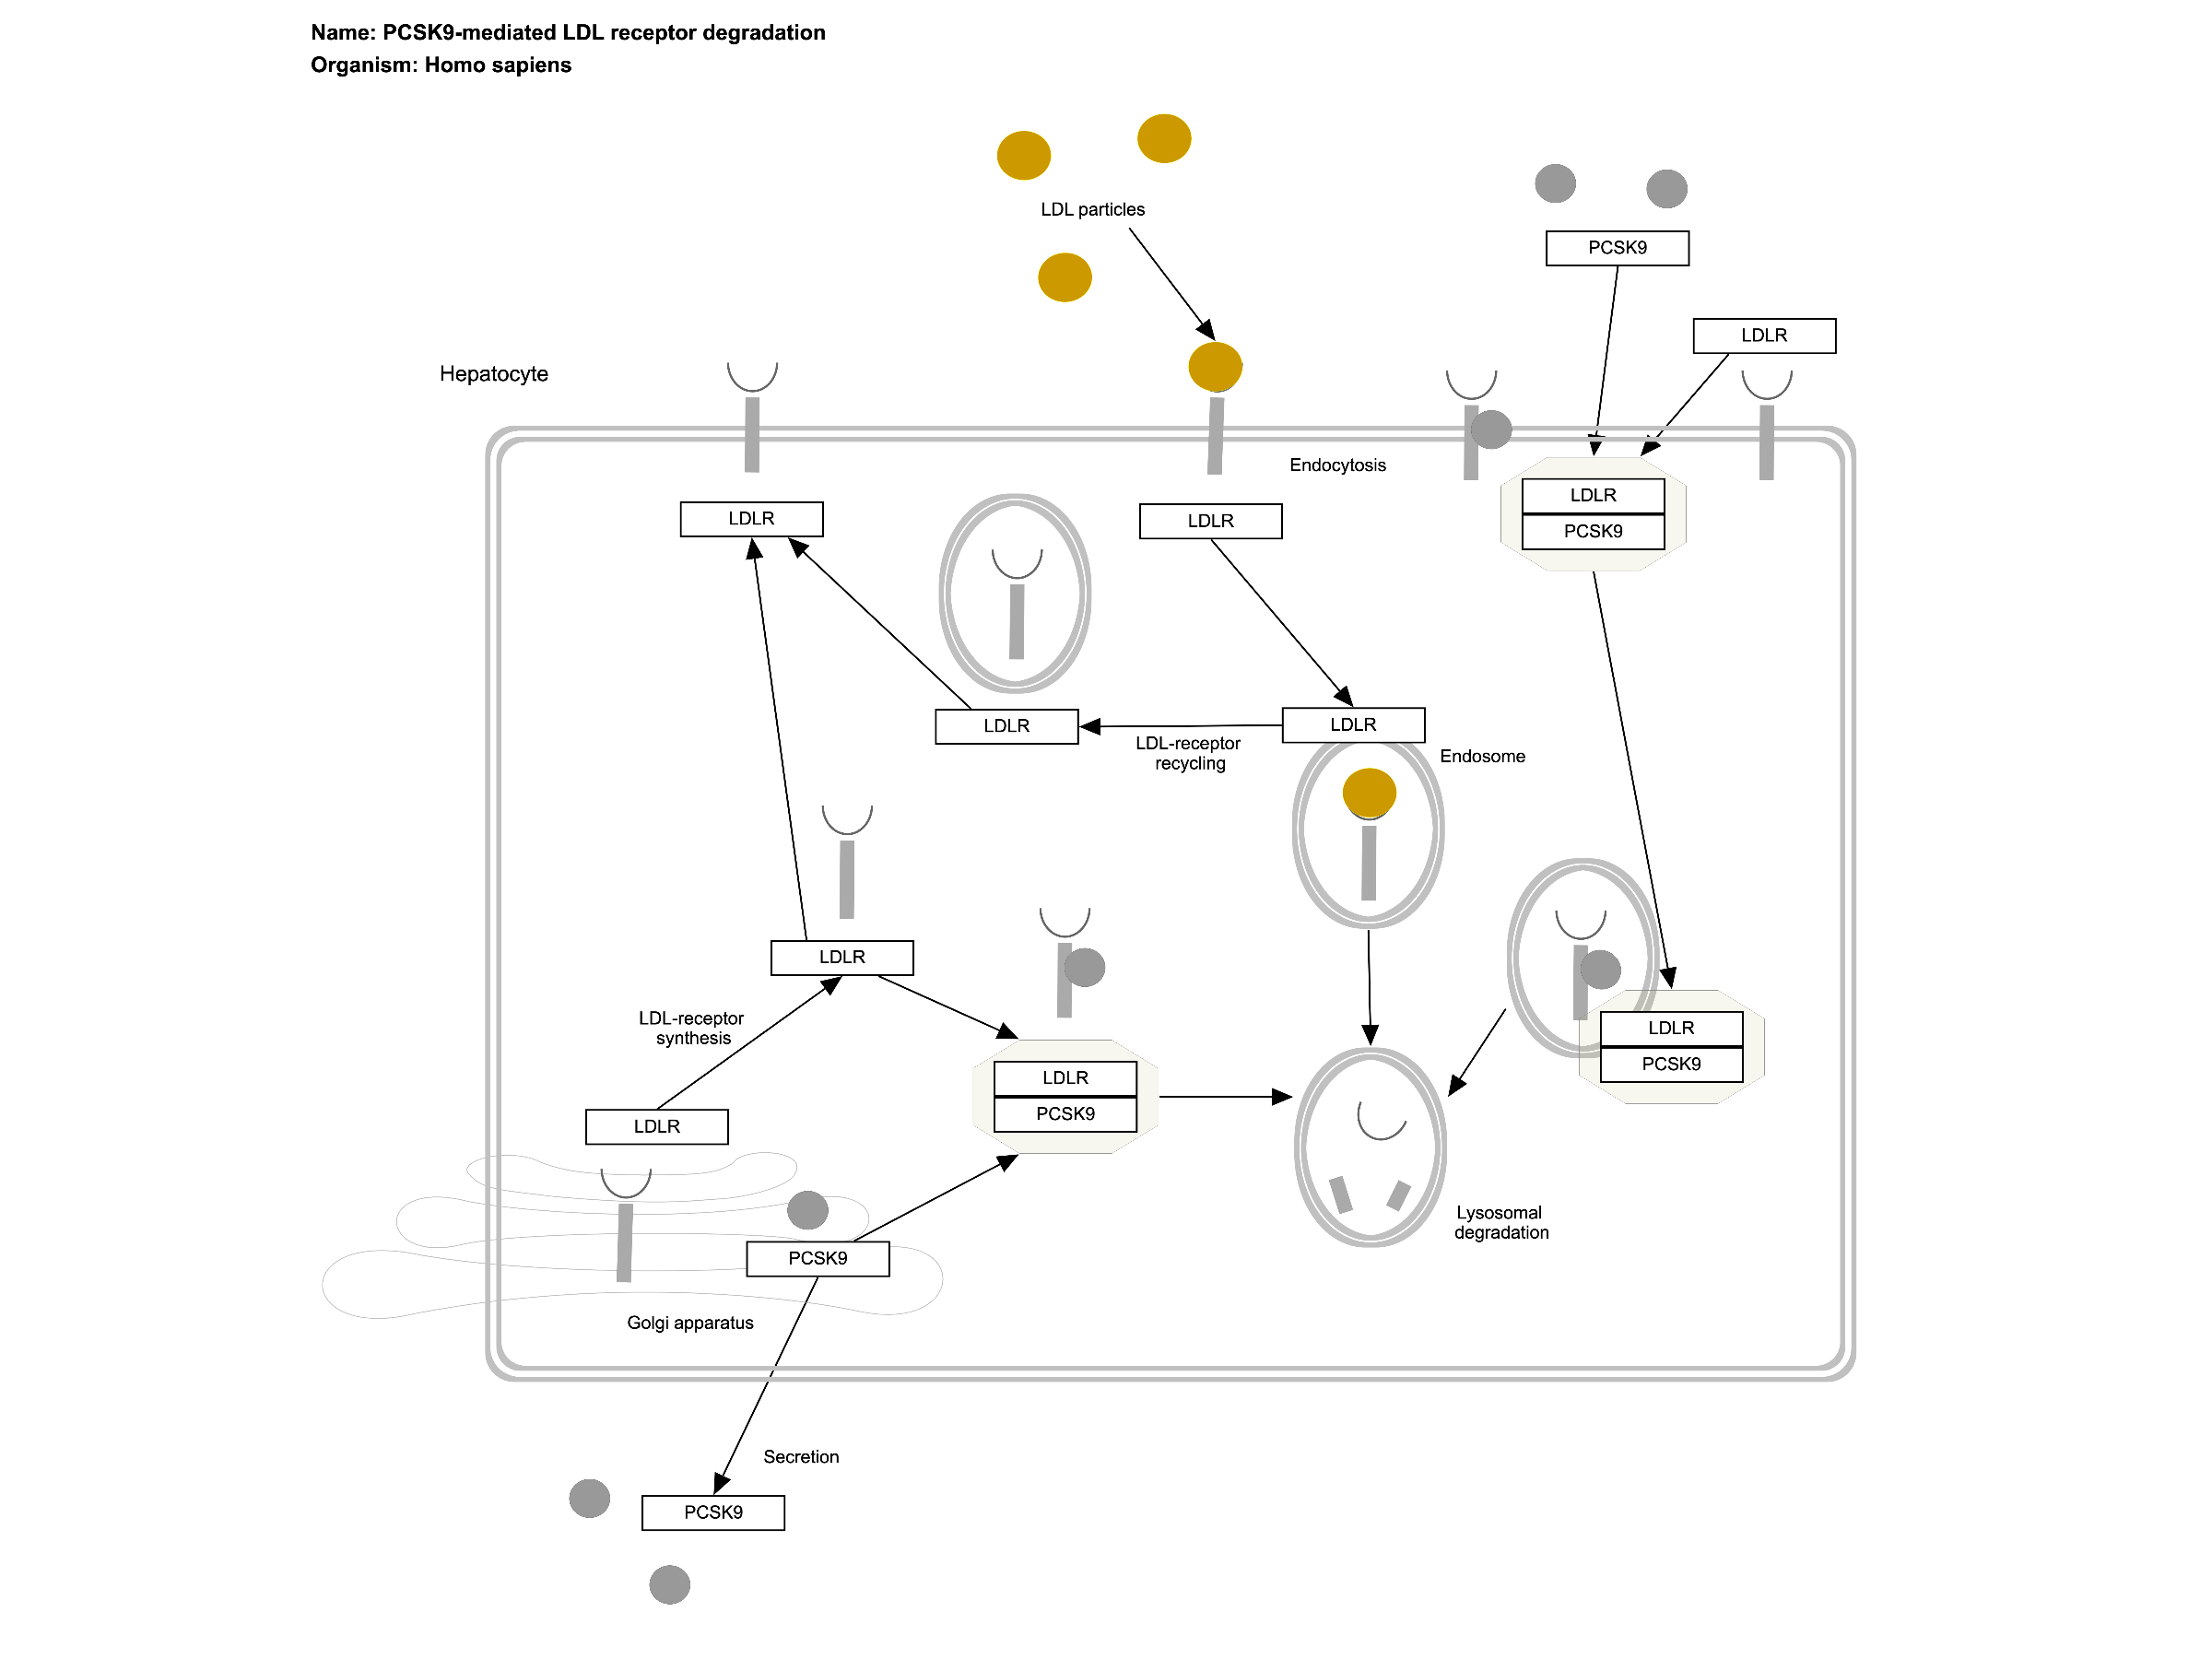 Name: PCSK9-mediated LDL receptor degradation
Organism: Homo sapiens
LDL particles
PCSK9
LDLR
Hepatocyte
Endocytosis
LDLR
LDLR
LDLR
PCSK9
LDLR
LDLR
LDL-receptor
recycling
Endosome
LDLR
LDL-receptor
synthesis
LDLR
PCSK9
LDLR
PCSK9
LDLR
Lysosomal
degradation
PCSK9
Golgi apparatus
Secretion
PCSK9